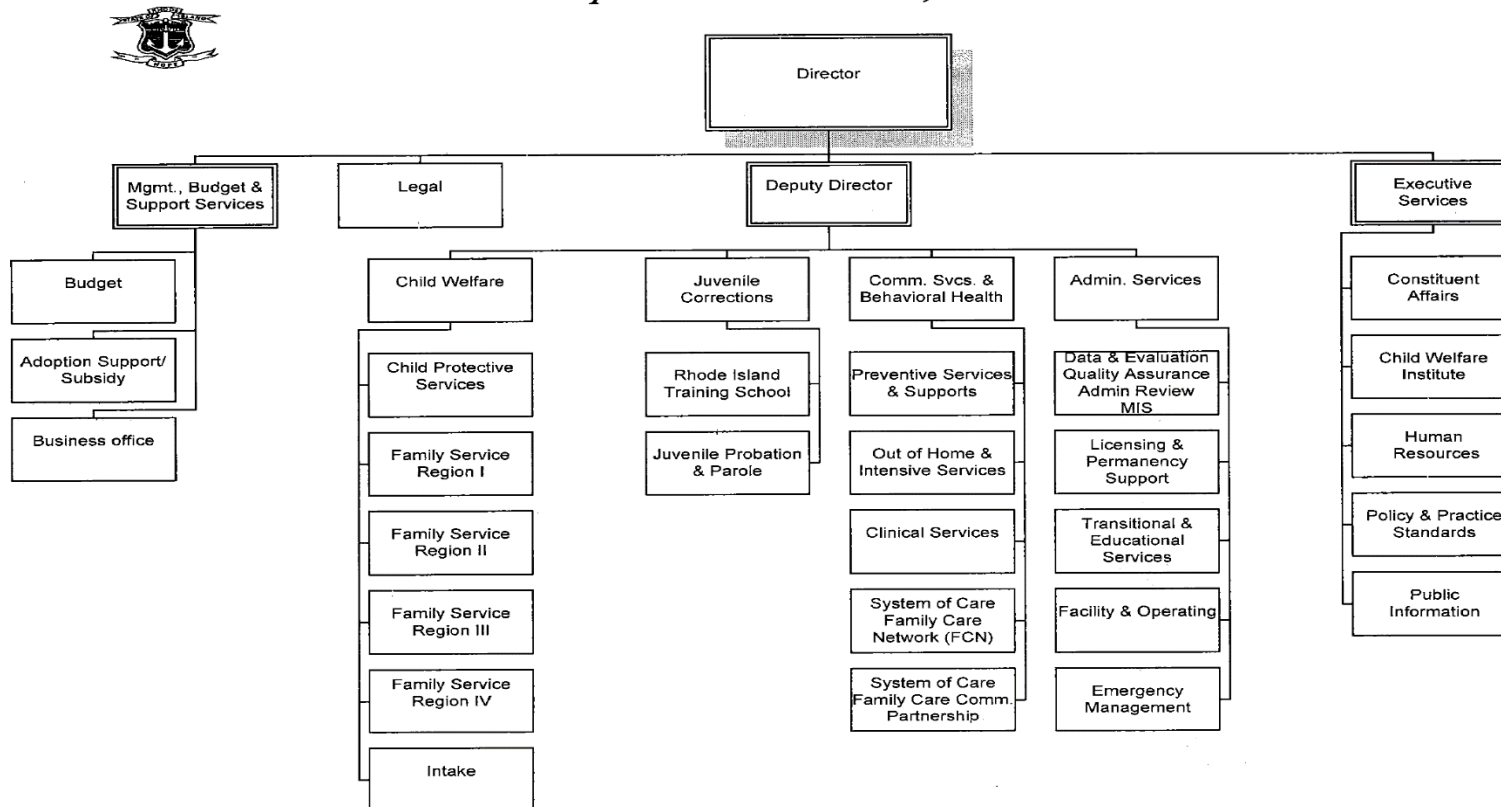 HOPE
Director
Mgmt., Budget &
Support Services
Legal
Deputy Director
Executive
Services
Budget
Adoption Support/
Subsidy
Business office
Child Welfare
Child Protective
Services
Family Service
Region I
Family Service
Region II
Family Service
Region III
Family Service
Region IV
Intake
Juvenile
Corrections
Rhode Island
Training School
Juvenile Probation
& Parole
Comm. Svcs. &
Behavioral Health
Preventive Services
& Supports
Out of Home &
Intensive Services
Clinical Services
System of Care
Family Care
Network (FCN)
System of Care
Family Care Comm.
Partnership
Admin. Services
Data & Evaluation
Quality Assurance
Admin Review
MIS
Licensing &
Permanency
Support
Transitional &
Educational
Services
Facility & Operating
Emergency
Management
Constituent
Affairs
Child Welfare
Institute
Human
Resources
Policy & Practice
Standards
Public
Information